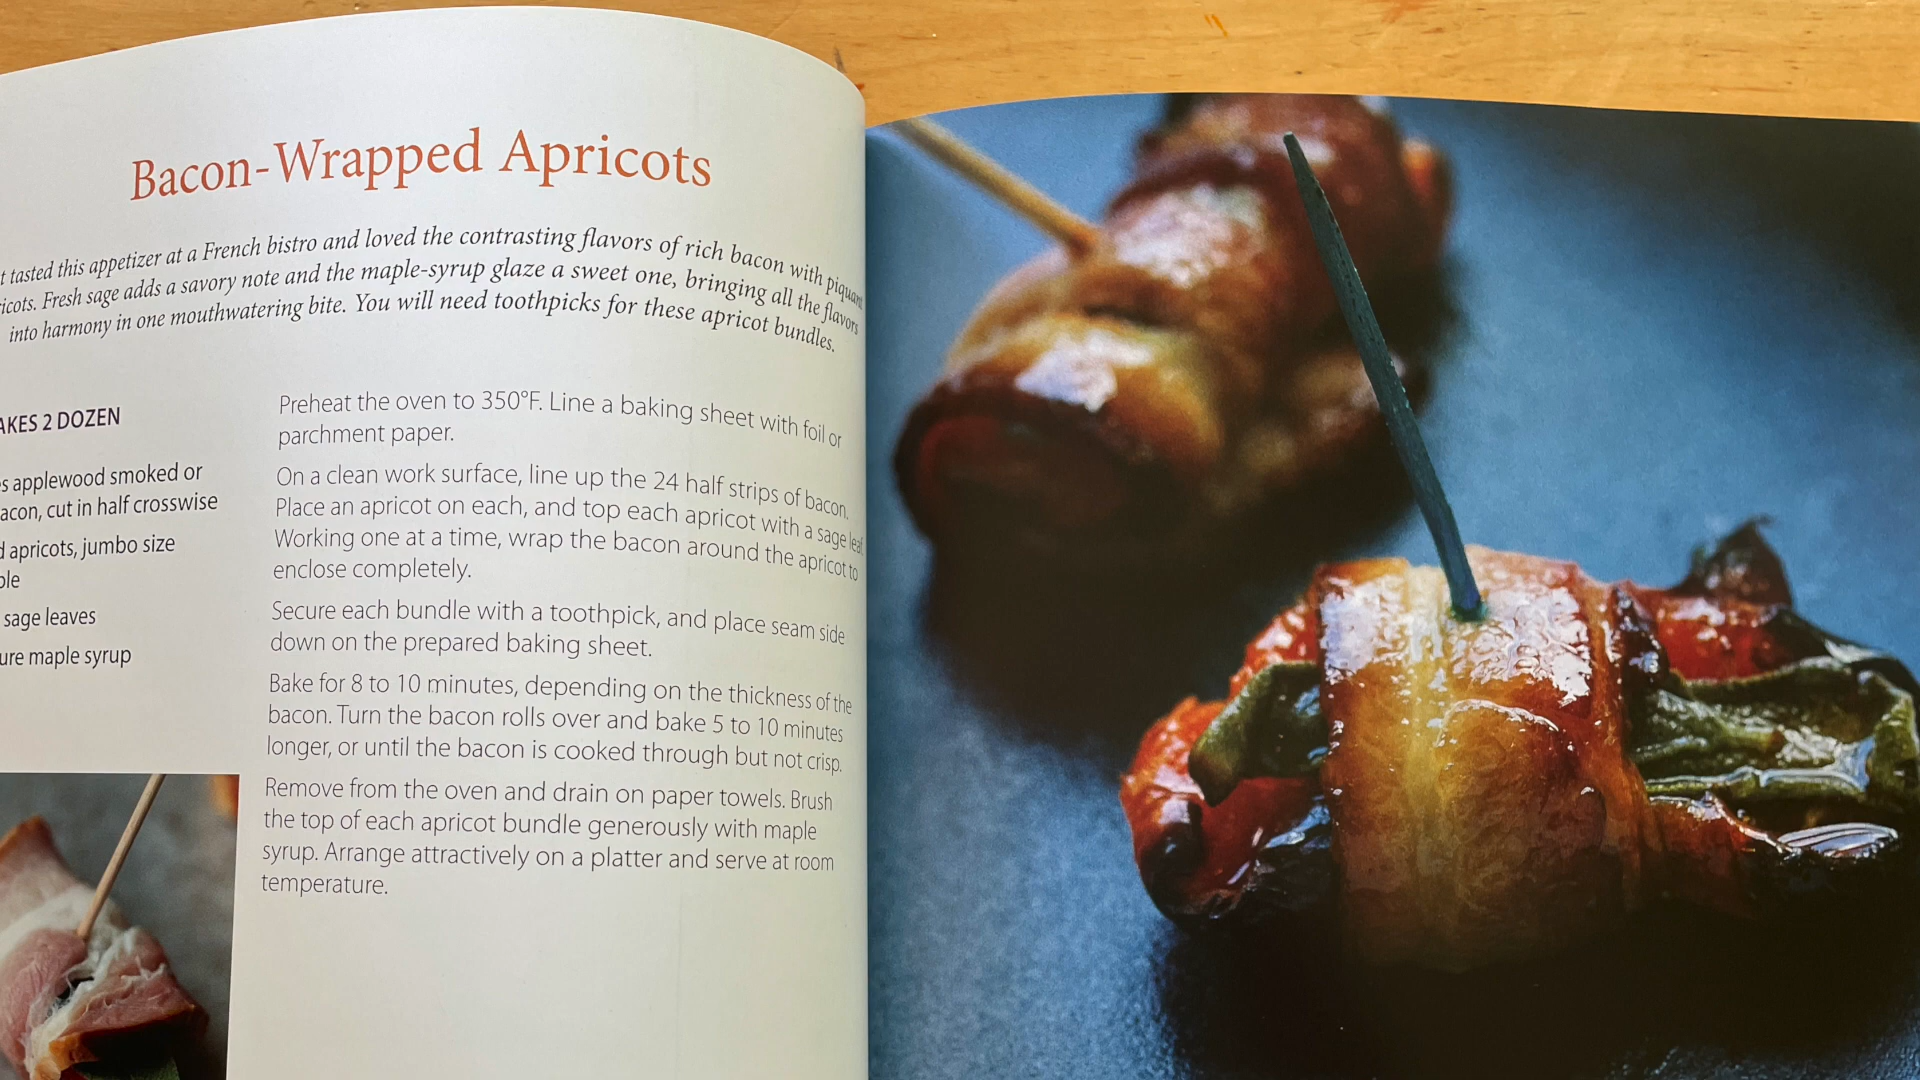 Bacon-Wrapped Apricots
tasted this appetizer at a French bistro and loved the contrasting flavors of rich bacon with
Fresh sage adds a savory note and the maple-syrup glaze a sweet one, bringing all the flavors
into harmony in one mouthwatering bite. You will need toothpicks for these apricot bundles.
2 DOZEN
applewood smoked or
cut in half crosswise
apricots, jumbo size
sage leaves
maple syrup
Preheat the oven to 350°F. Line a baking sheet with foil or
parchment paper.
On a clean work surface, line up the 24 half strips of bacon.
Place an apricot on each, and top each apricot with a sage leaf.
Working one at a time, wrap the bacon around the apricot to
enclose completely.
Secure each bundle with a toothpick, and place seam side
down on the prepared baking sheet.
Bake for 8 to 10 minutes, depending on the thickness of the
bacon. Turn the bacon rolls over and bake 5 to 10 minutes
longer, or until the bacon is cooked through but not crisp.
Remove from the oven and drain on paper towels. Brush
the top of each apricot bundle generously with maple
syrup. Arrange attractively on a platter and serve at room
temperature.